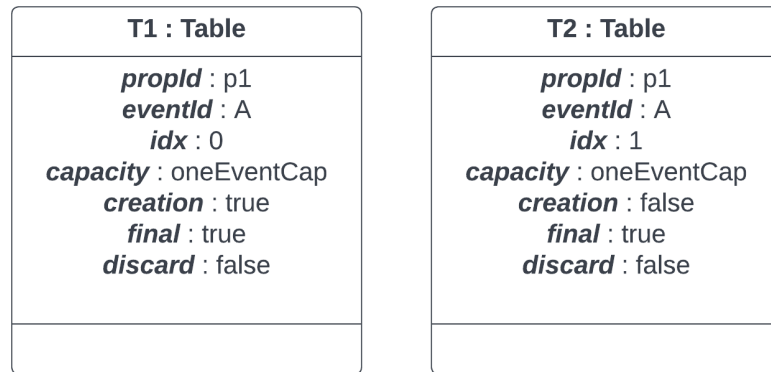 T1 : Table
propId : p1
eventId : A
idx : 0
capacity : oneEventCap
creation : true
final : true
discard : false
T2 : Table
propId : p1
eventId : A
idx : 1
capacity : oneEventCap
creation : false
final : true
discard : false